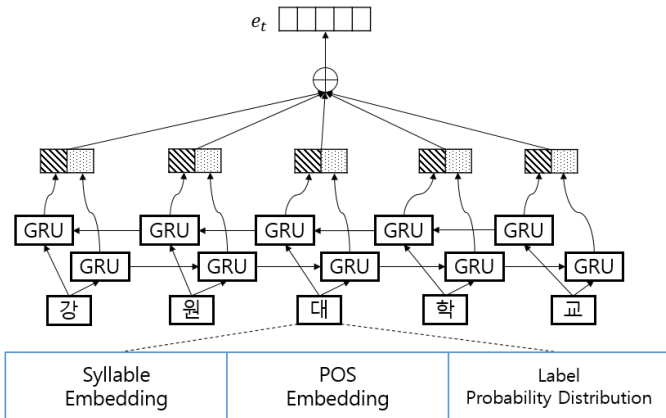 e_t
GRU GRU GRU GRU GRU
GRU GRU GRU GRU GRU
강 원 대 학 교
Syllable
Embedding
POS
Embedding
Label
Probability Distribution